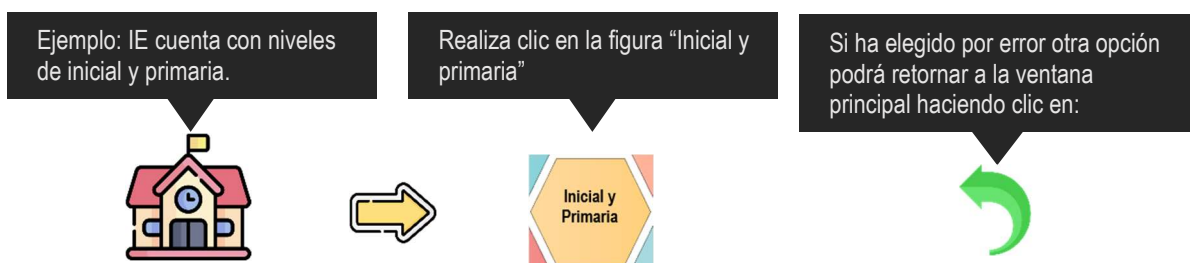 Ejemplo: IE cuenta con niveles
de inicial y primaria.
Realiza clic en la figura “Inicial y
primaria”
Si ha elegido por error otra opción
podrá retornar a la ventana
principal haciendo clic en:
Inicial y
Primaria